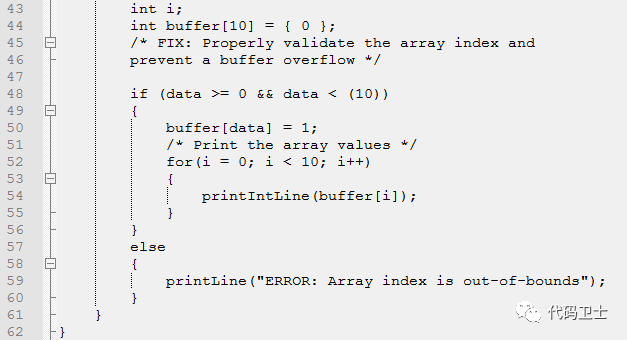 43 int i;
44 int buffer[10] = { 0 };
45 /* FIX: Properly validate the array index and
46 prevent a buffer overflow */
47
48 if (data >= 0 && data < (10))
49 {
50 buffer[data] = 1;
51 /* Print the array values */
52 for(i = 0; i < 10; i++)
53 {
54 printIntLine(buffer[i]);
55 }
56 }
57 else
58 {
59 printLine("ERROR: Array index is out-of-bounds");
60 }
61 }
62 }
代码卫士